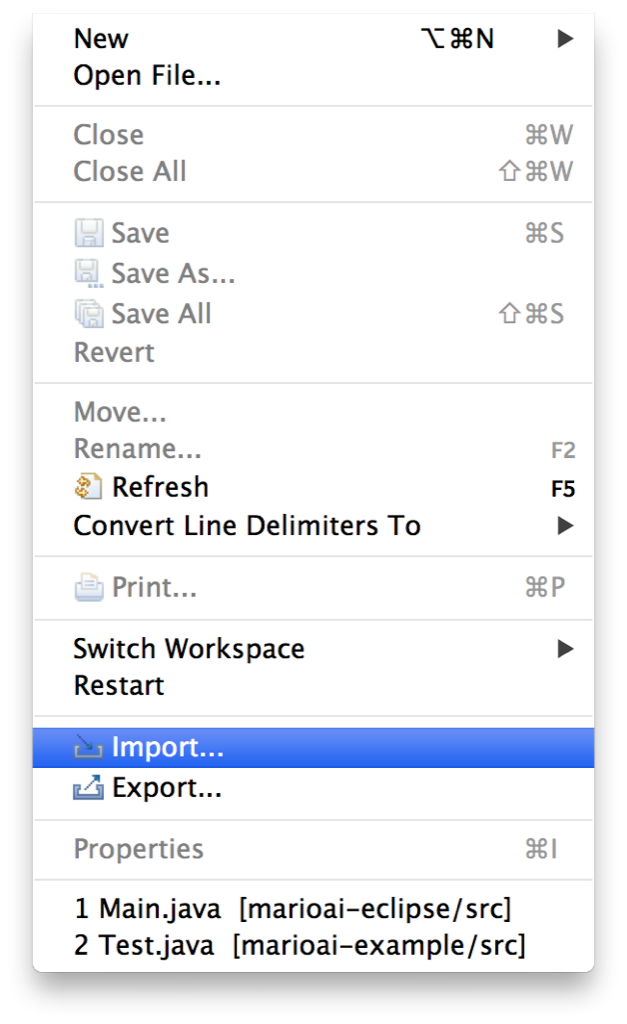 New ⌥⌘N ▶
Open File...
Close ⌘W
Close All ⇧⌘W
Save ⌘S
Save As...
Save All ⇧⌘S
Revert
Move...
Rename... F2
Refresh F5
Convert Line Delimiters To ▶
Print... ⌘P
Switch Workspace ▶
Restart
Import...
Export...
Properties ⌘I
1 Main.java [marioai-eclipse/src]
2 Test.java [marioai-example/src]